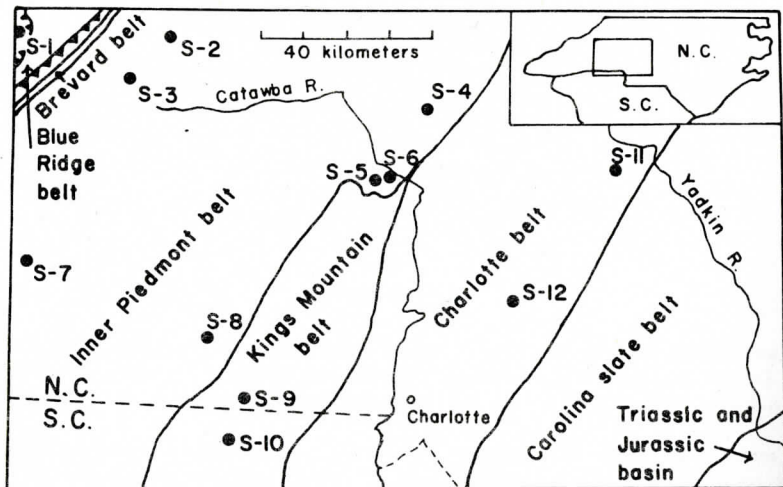 S-1
Brevard belt
S-2
40 kilometers
N.C.
S.C.
S-3
Catawba R.
S-4
Blue
Ridge
belt
S-5
S-6
S-11
Yadkin R.
S-7
Inner Piedmont belt
Kings Mountain
belt
Charlotte belt
S-12
S-8
Carolina slate belt
N.C.
S.C.
S-9
Charlotte
S-10
Triassic and
Jurassic
basin